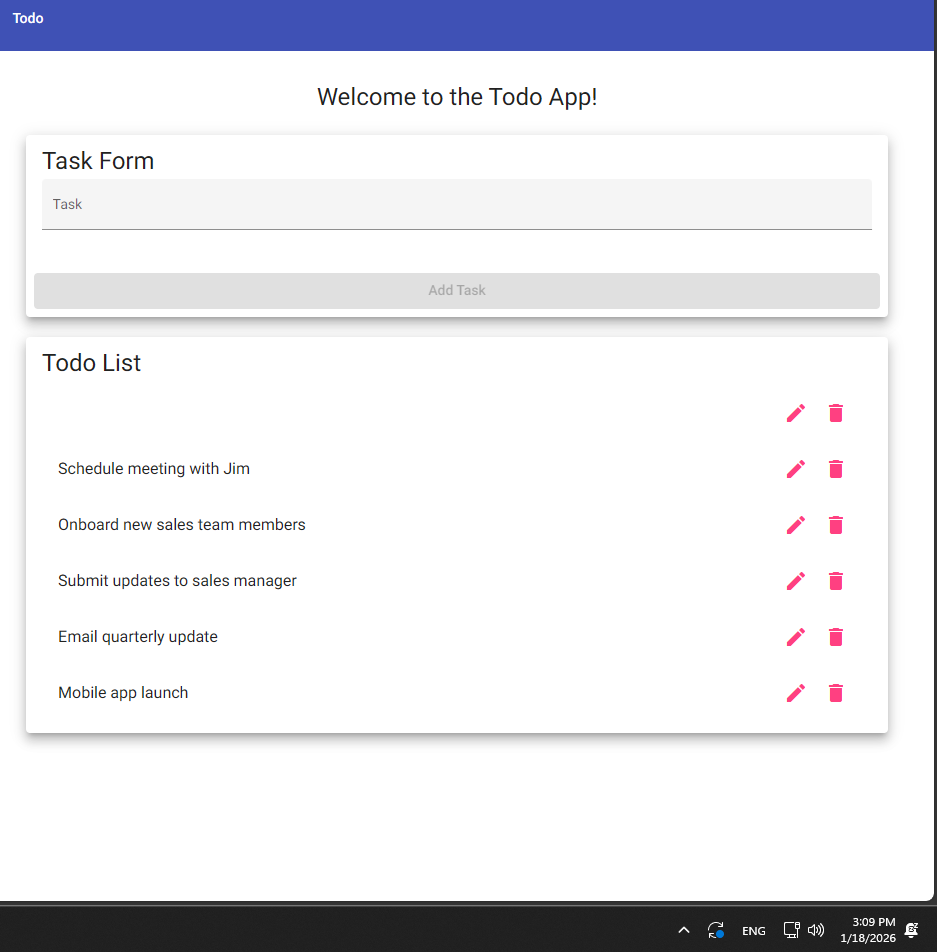 Todo
Welcome to the Todo App!
Task Form
Task
Add Task
Todo List
Schedule meeting with Jim
Onboard new sales team members
Submit updates to sales manager
Email quarterly update
Mobile app launch
ENG
3:09 PM
1/18/2026